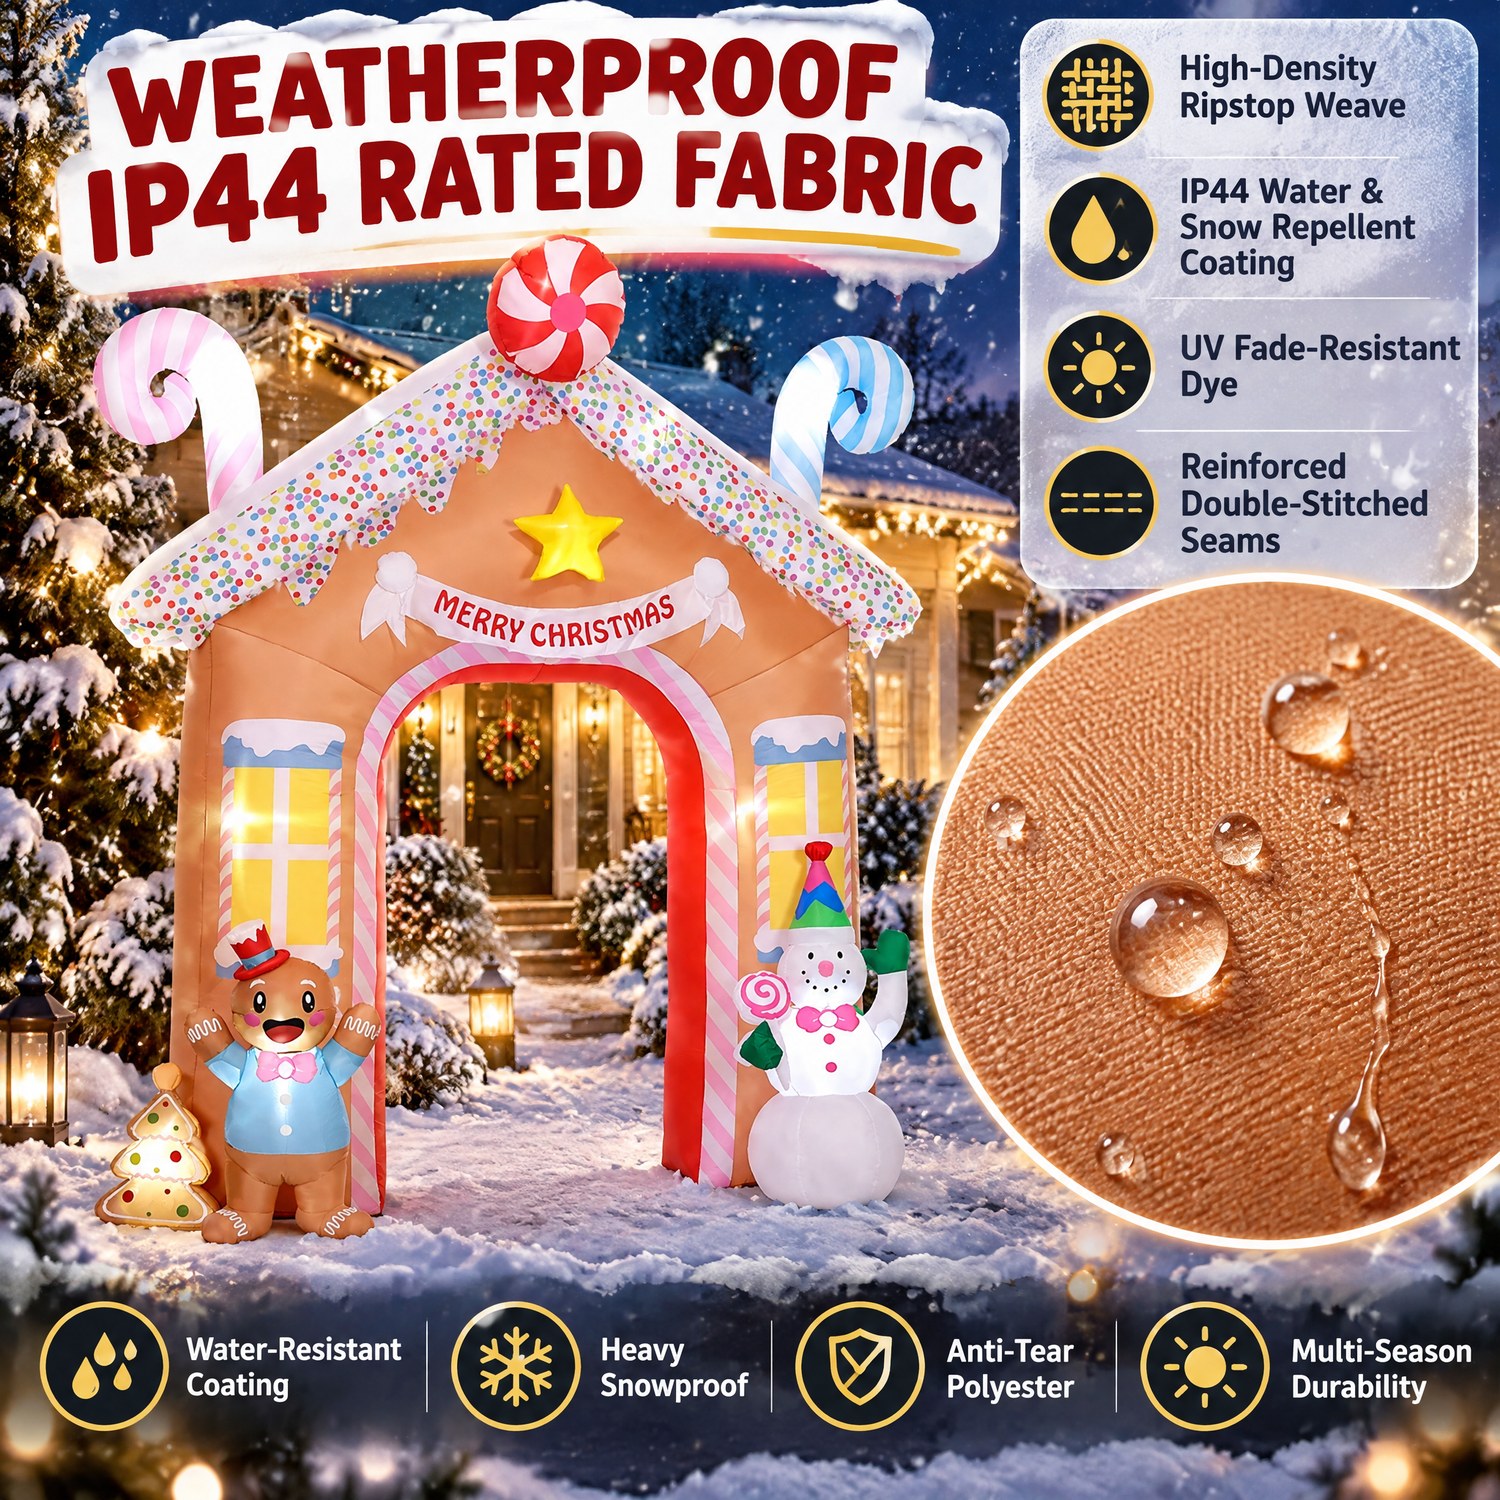 WEATHERPROOF
IP44 RATED FABRIC
High-Density
Ripstop Weave
IP44 Water &
Snow Repellent
Coating
UV Fade-Resistant
Dye
Reinforced
Double-Stitched
Seams
MERRY CHRISTMAS
Water-Resistant
Coating
Heavy
Snowproof
Anti-Tear
Polyester
Multi-Season
Durability